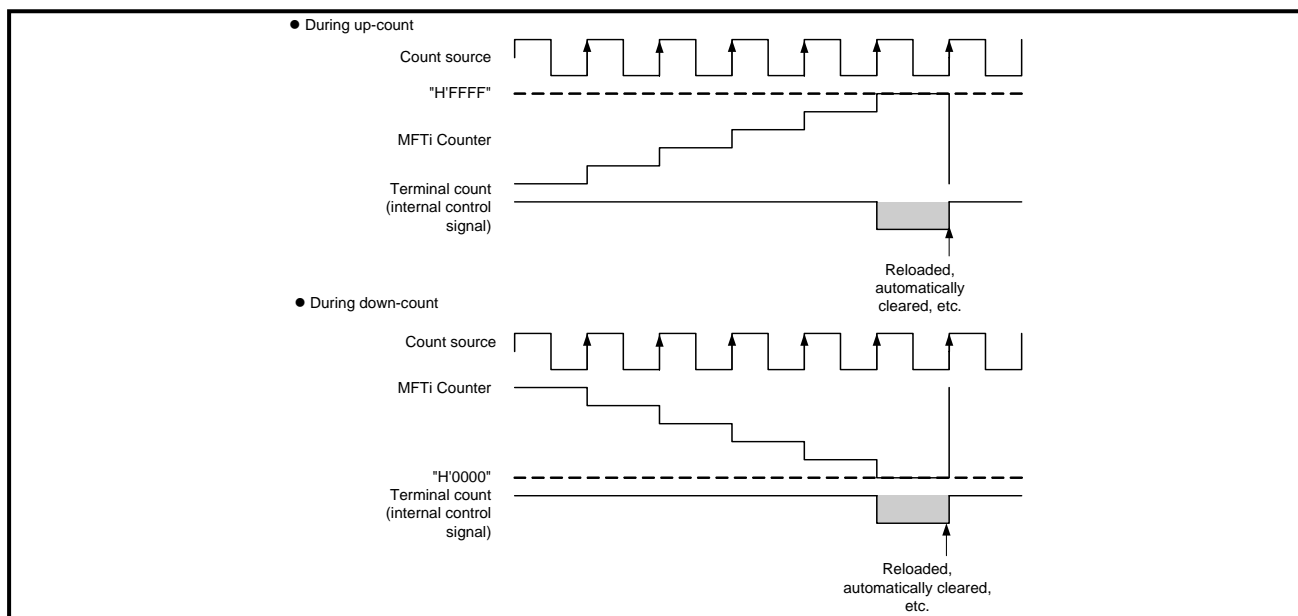 ● During up-count
Count source
"H'FFFF"
MFTi Counter
Terminal count
(internal control
signal)
Reloaded,
automatically
cleared, etc.
● During down-count
Count source
MFTi Counter
"H'0000"
Terminal count
(internal control
signal)
Reloaded,
automatically cleared,
etc.